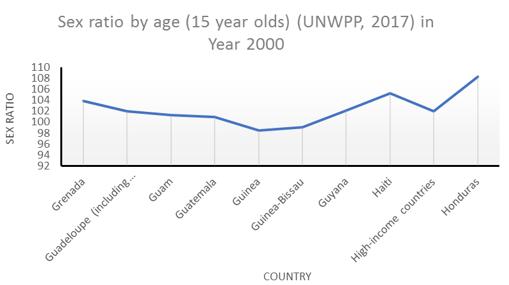 Sex ratio by age (15 year olds) (UNWPP, 2017) in
Year 2000
SEX RATIO
110
108
106
104
102
100
98
96
94
92
Grenada
Guadeloupe (including...
Guam
Guatemala
Guinea
Guinea-Bissau
Guyana
Haiti
High-income countries
Honduras
COUNTRY